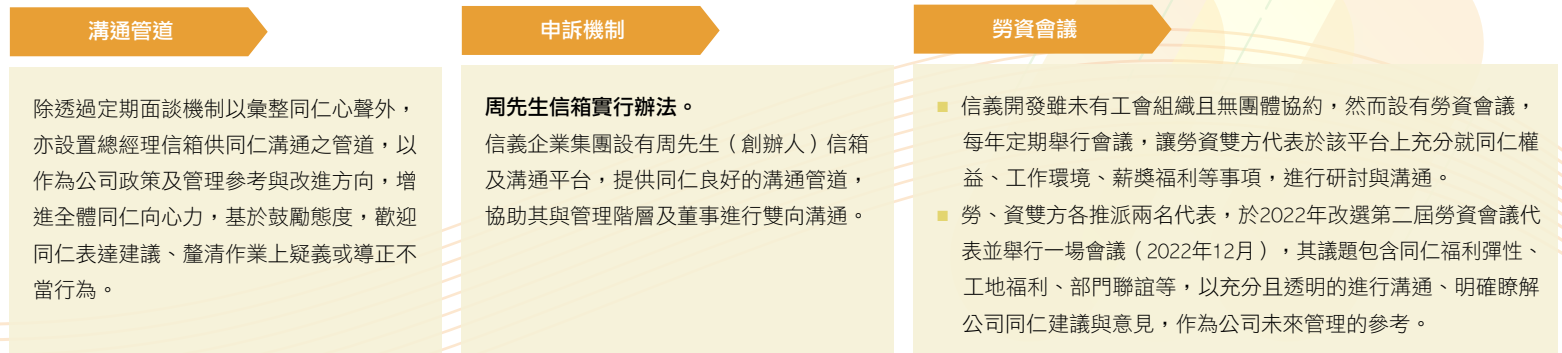 溝通管道
除透過定期面談機制以彙整同仁心聲外，
亦設置總經理信箱供同仁溝通之管道，以
作為公司政策及管理參考與改進方向，增
進全體同仁向心力，基於鼓勵態度，歡迎
同仁表達建議、釐清作業上疑義或導正不
當行為。
申訴機制
周先生信箱實行辦法。
信義企業集團設有周先生（創辦人）信箱
及溝通平台，提供同仁良好的溝通管道，
協助其與管理階層及董事進行雙向溝通。
勞資會議
■ 信義開發雖未有工會組織且無團體協約，然而設有勞資會議，
每年定期舉行會議，讓勞資雙方代表於該平台上充分就同仁權
益、工作環境、薪獎福利等事項，進行研討與溝通。
■ 勞、資雙方各推派兩名代表，於2022年改選第二屆勞資會議代
表並舉行一場會議（2022年12月），其議題包含同仁福利彈性、
工地福利、部門聯誼等，以充分且透明的進行溝通、明確瞭解
公司同仁建議與意見，作為公司未來管理的參考。